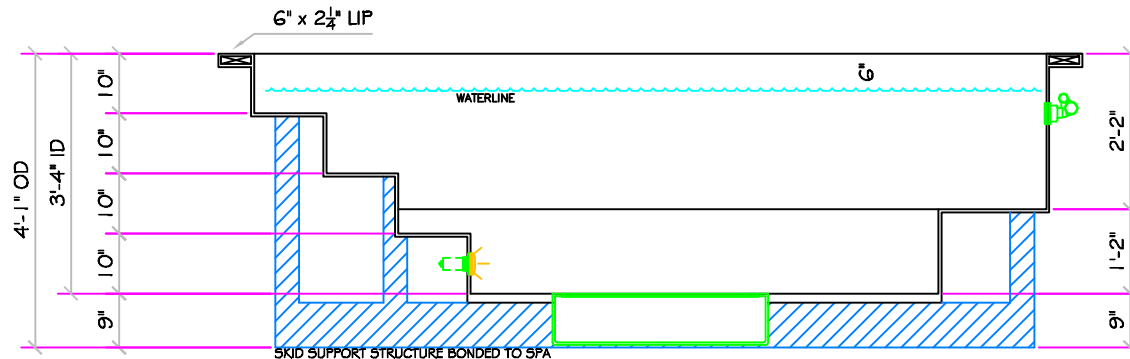 6" x 2¼" LIP
10"
6"
WATERLINE
2'-2"
10"
3'-4" ID
4'-1" OD
10"
10"
1'-2"
9"
9"
SKID SUPPORT STRUCTURE BONDED TO SPA